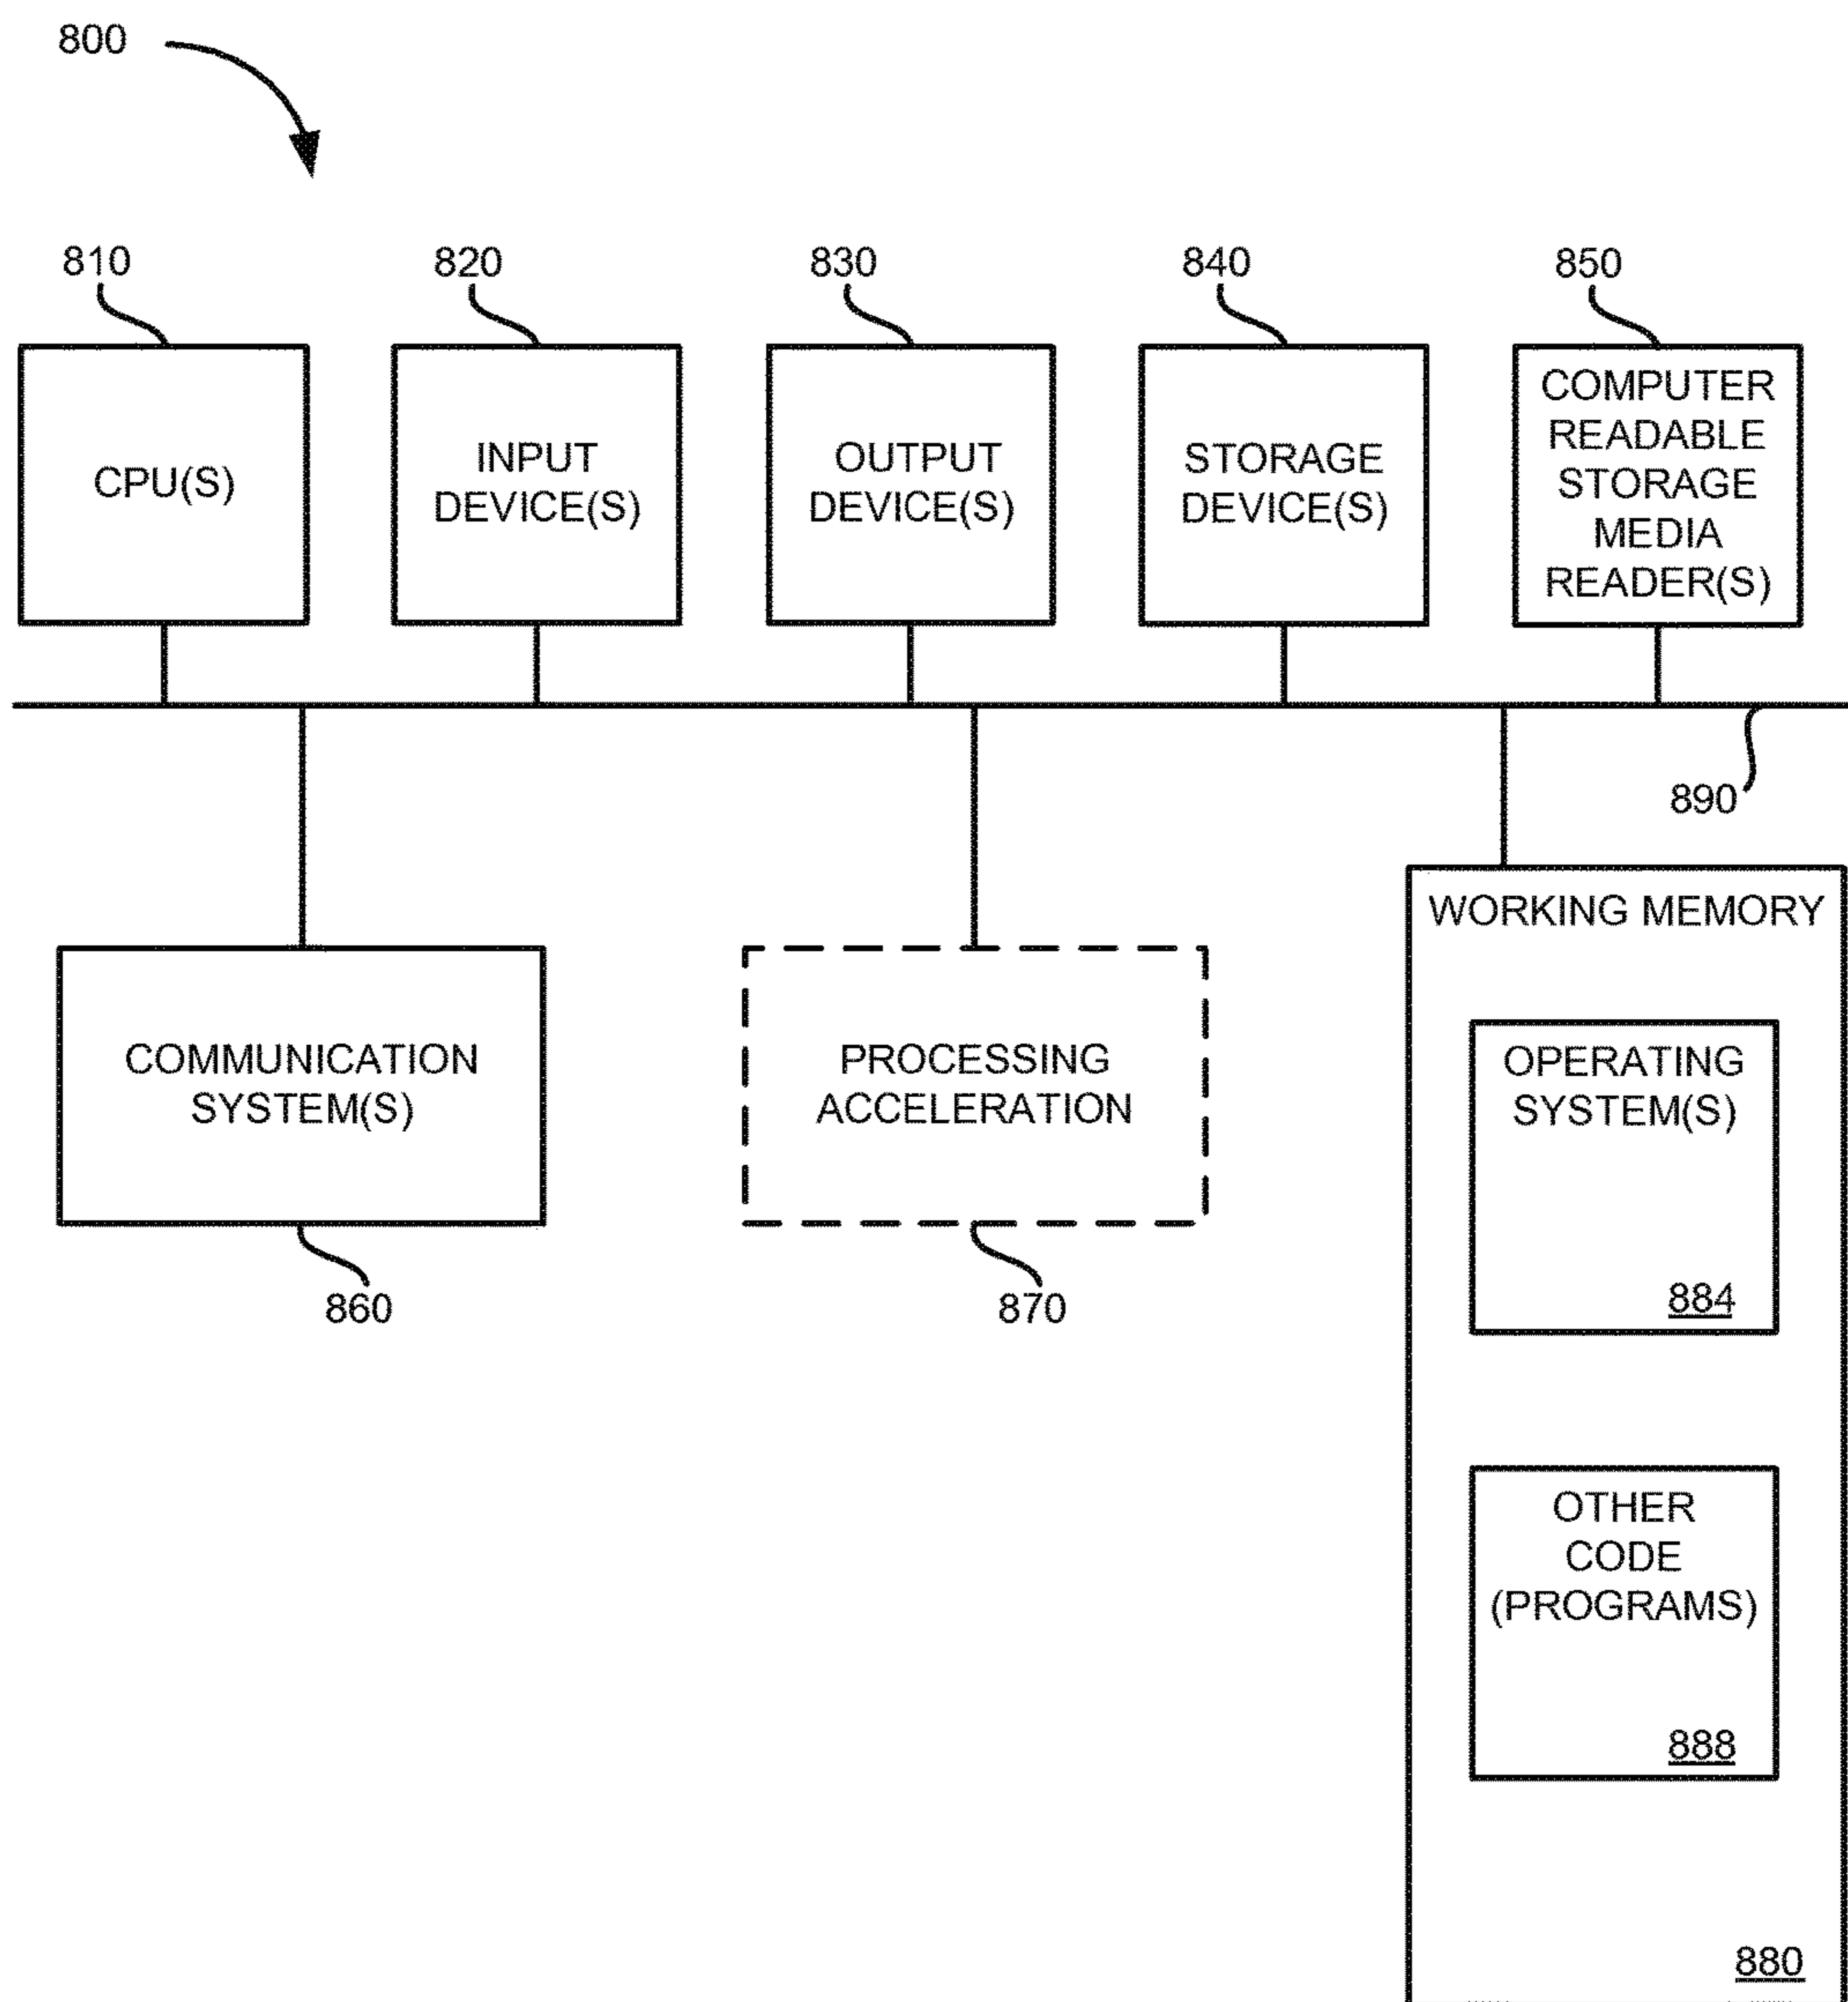 800
810
820
830
840
850
CPU(S)
INPUT
DEVICE(S)
OUTPUT
DEVICE(S)
STORAGE
DEVICE(S)
COMPUTER
READABLE
STORAGE
MEDIA
READER(S)
890
COMMUNICATION
SYSTEM(S)
860
PROCESSING
ACCELERATION
870
WORKING MEMORY
OPERATING
SYSTEM(S)
884
OTHER
CODE
(PROGRAMS)
888
880